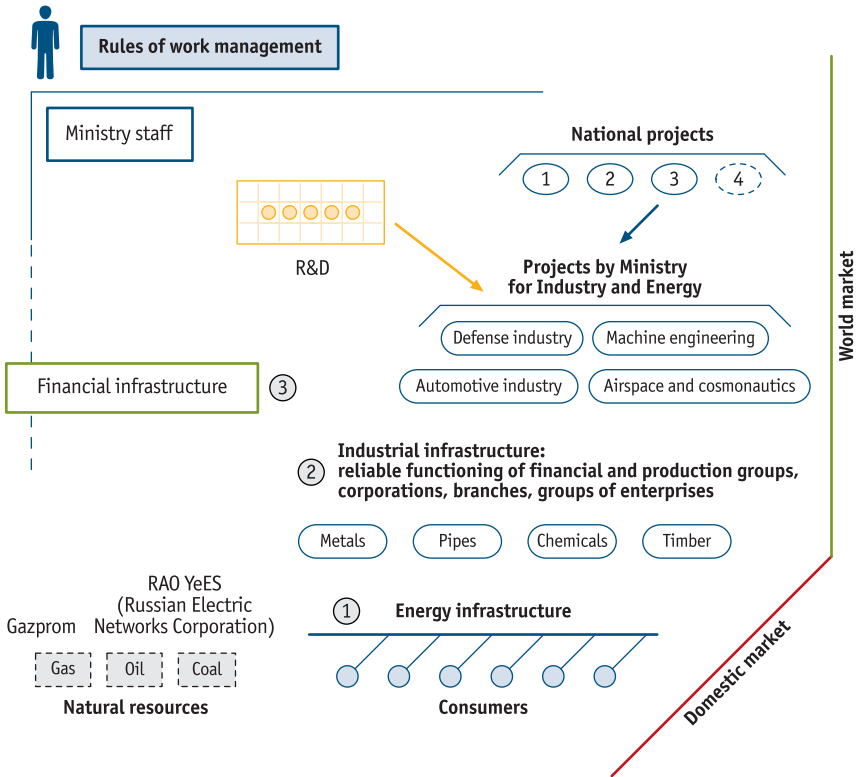 Rules of work management
Ministry staff
National projects
1
2
3
4
R&D
Projects by Ministry
for Industry and Energy
Defense industry
Machine engineering
Automotive industry
Airspace and cosmonautics
World market
Financial infrastructure
3
2
Industrial infrastructure:
reliable functioning of financial and production groups,
corporations, branches, groups of enterprises
Metals
Pipes
Chemicals
Timber
Gazprom
RAO YeES
(Russian Electric
Networks Corporation)
1
Energy infrastructure
Gas
Oil
Coal
Natural resources
Consumers
Domestic market